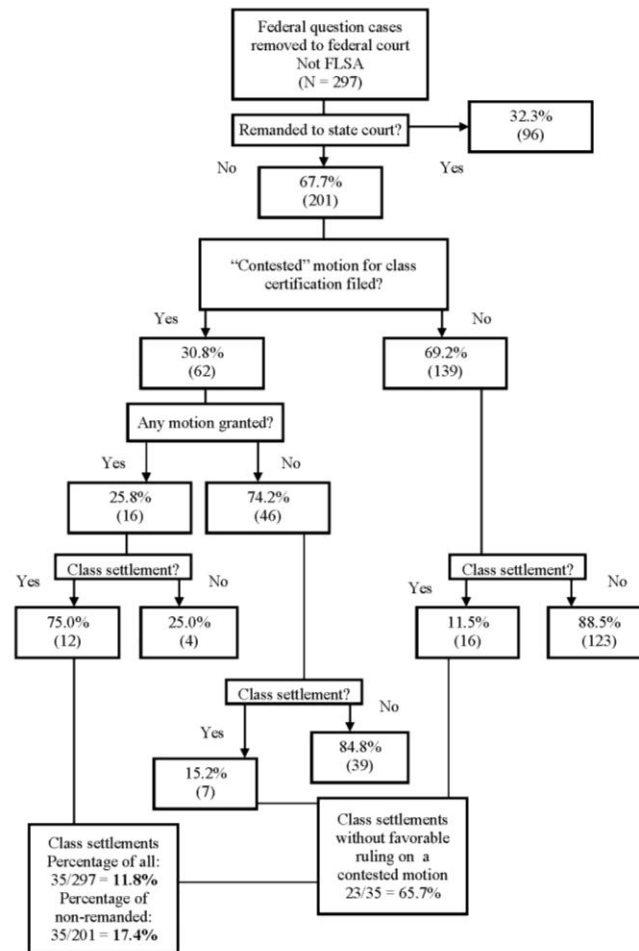 Federal question cases
removed to federal court
Not FLSA
(N = 297)
Remanded to state court?
32.3%
(96)
No
Yes
67.7%
(201)
“Contested” motion for class
certification filed?
Yes
No
30.8%
(62)
69.2%
(139)
Any motion granted?
Yes
No
25.8%
(16)
74.2%
(46)
Class settlement?
Yes
No
75.0%
(12)
25.0%
(4)
Class settlement?
Yes
No
11.5%
(16)
88.5%
(123)
Class settlement?
Yes
No
15.2%
(7)
84.8%
(39)
Class settlements
Percentage of all:
35/297 = 11.8%
Percentage of
non-remanded:
35/201 = 17.4%
Class settlements
without favorable
ruling on a
contested motion
23/35 = 65.7%